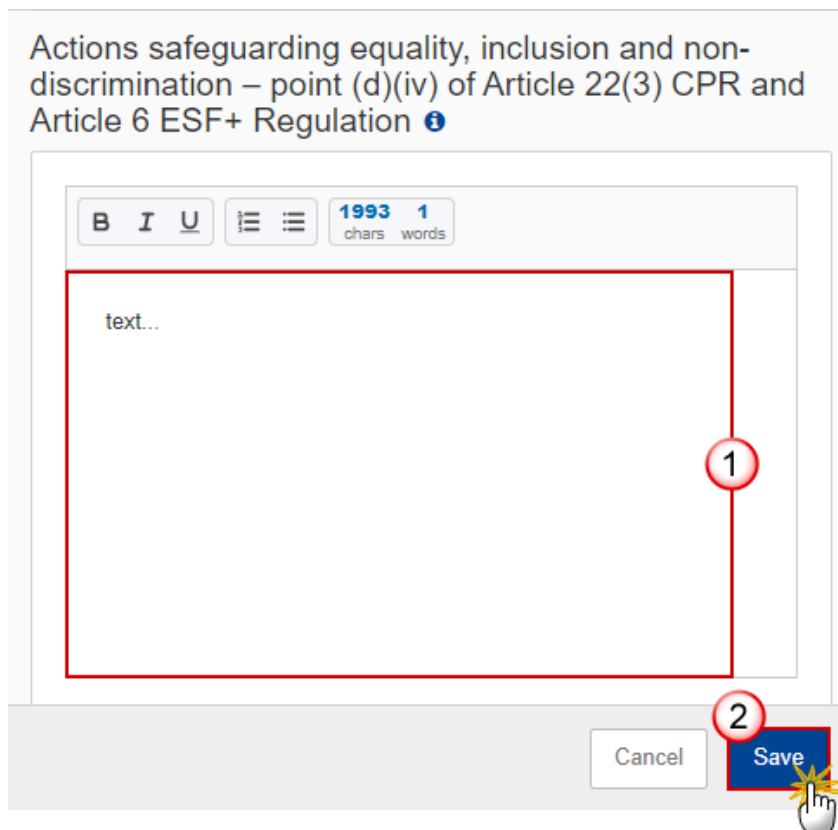 Actions safeguarding equality, inclusion and non-
discrimination – point (d)(iv) of Article 22(3) CPR and
Article 6 ESF+ Regulation i
B I U 1993 1
chars words
text...
1
2
Cancel Save